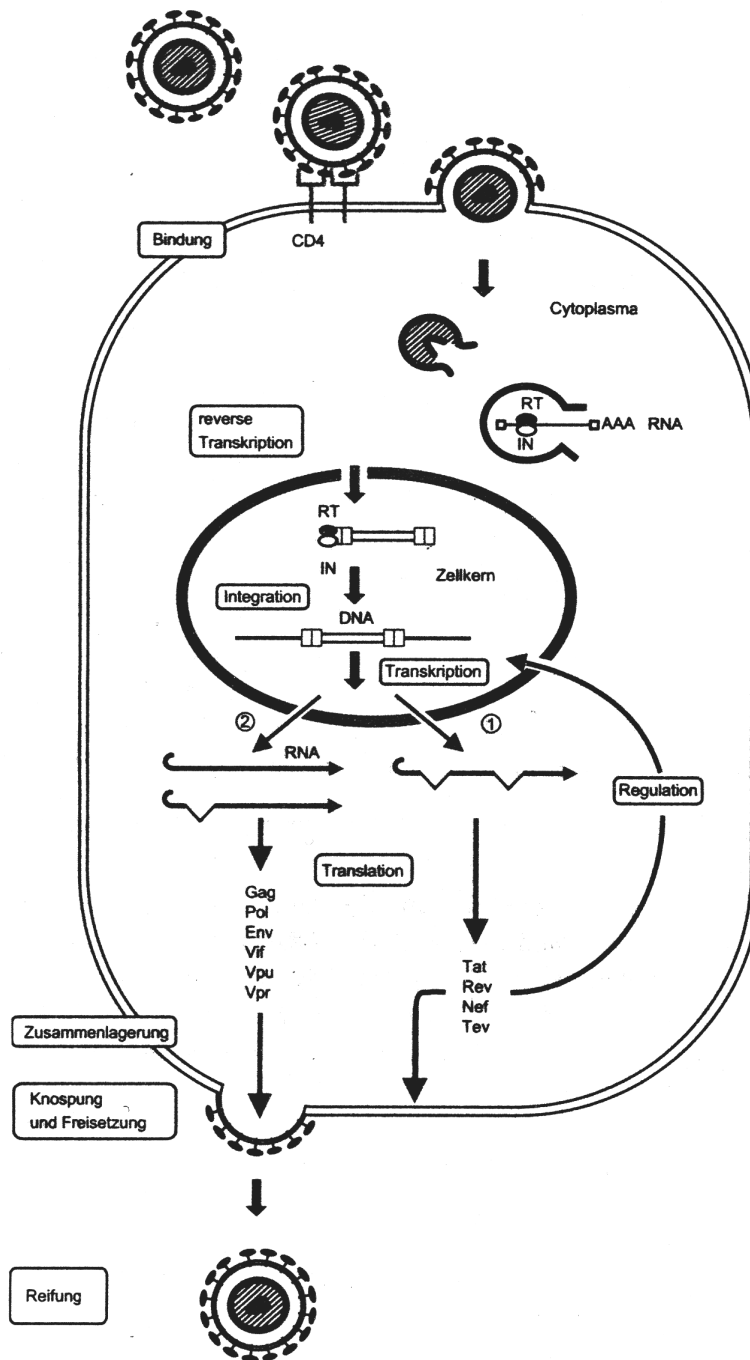 Bindung
CD4
Cytoplasma
RT
AAA RNA
IN
reverse
Transkription
RT
IN
Zellkern
Integration
DNA
Transkription
②
①
RNA
Regulation
Translation
Gag
Pol
Env
Vif
Vpu
Vpr
Tat
Rev
Nef
Tev
Zusammenlagerung
Knospung
und Freisetzung
Reifung